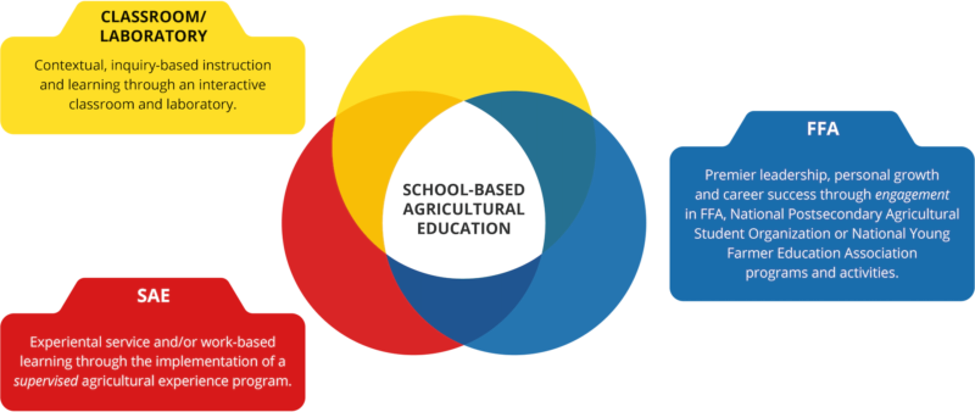 CLASSROOM/
LABORATORY
Contextual, inquiry-based instruction
and learning through an interactive
classroom and laboratory.
SCHOOL-BASED
AGRICULTURAL
EDUCATION
FFA
Premier leadership, personal growth
and career success through engagement
in FFA, National Postsecondary Agricultural
Student Organization or National Young
Farmer Education Association
programs and activities.
SAE
Experiental service and/or work-based
learning through the implementation of a
supervised agricultural experience program.